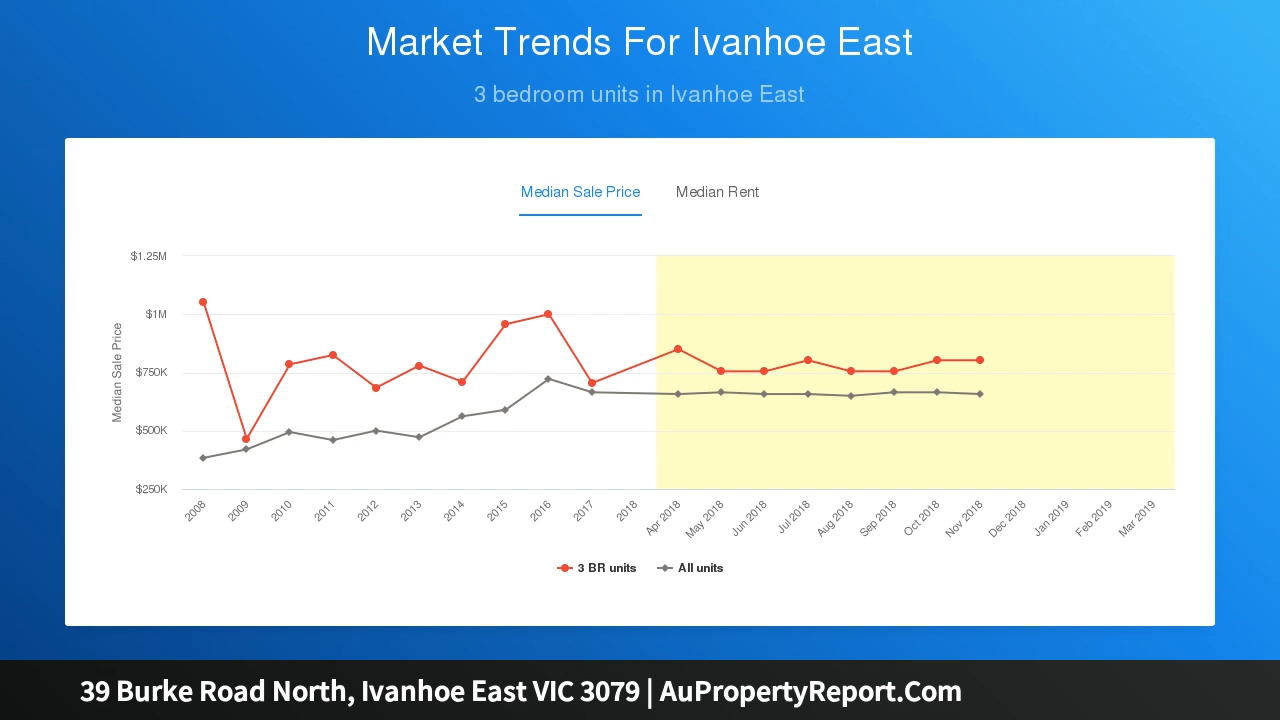 Market Trends For Ivanhoe East
3 bedroom units in Ivanhoe East
Median Sale Price Median Rent
Median Sale Price
$1.25M
$1M
$750K
$500K
$250K
2008 2009 2010 2011 2012 2013 2014 2015 2016 2017 2018 Apr 2018 May 2018 Jun 2018 Jul 2018 Aug 2018 Sep 2018 Oct 2018 Nov 2018 Dec 2018 Jan 2019 Feb 2019 Mar 2019
3 BR units All units
39 Burke Road North, Ivanhoe East VIC 3079 | AuPropertyReport.Com